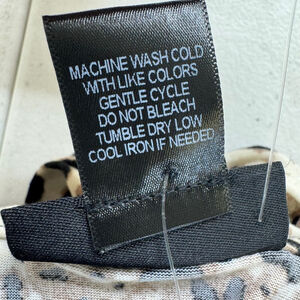 MACHINE WASH COLD
WITH LIKE COLORS
GENTLE CYCLE
DO NOT BLEACH
TUMBLE DRY LOW
COOL IRON IF NEEDED